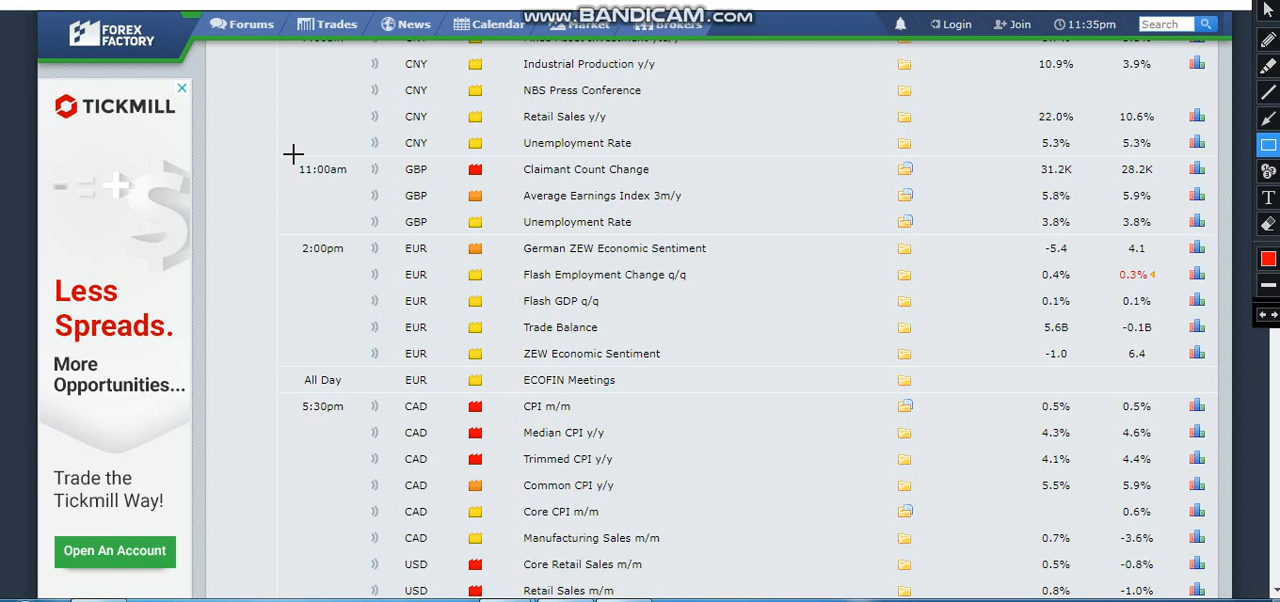 www.BANDICAM.com
FOREX FACTORY Forums Trades News Calendar Market Brokers Login Join 11:35pm Search
CNY Industrial Production y/y 10.9% 3.9%
CNY NBS Press Conference
CNY Retail Sales y/y 22.0% 10.6%
CNY Unemployment Rate 5.3% 5.3%
11:00am GBP Claimant Count Change 31.2K 28.2K
GBP Average Earnings Index 3m/y 5.8% 5.9%
GBP Unemployment Rate 3.8% 3.8%
2:00pm EUR German ZEW Economic Sentiment -5.4 4.1
EUR Flash Employment Change q/q 0.4% 0.3%
EUR Flash GDP q/q 0.1% 0.1%
EUR Trade Balance 5.6B -0.1B
EUR ZEW Economic Sentiment -1.0 6.4
All Day EUR ECOFIN Meetings
5:30pm CAD CPI m/m 0.5% 0.5%
CAD Median CPI y/y 4.3% 4.6%
CAD Trimmed CPI y/y 4.1% 4.4%
CAD Common CPI y/y 5.5% 5.9%
CAD Core CPI m/m 0.6%
CAD Manufacturing Sales m/m 0.7% -3.6%
USD Core Retail Sales m/m 0.5% -0.8%
USD Retail Sales m/m 0.8% -1.0%
TICKMILL
Less
Spreads.
More
Opportunities...
Trade the
Tickmill Way!
Open An Account
T